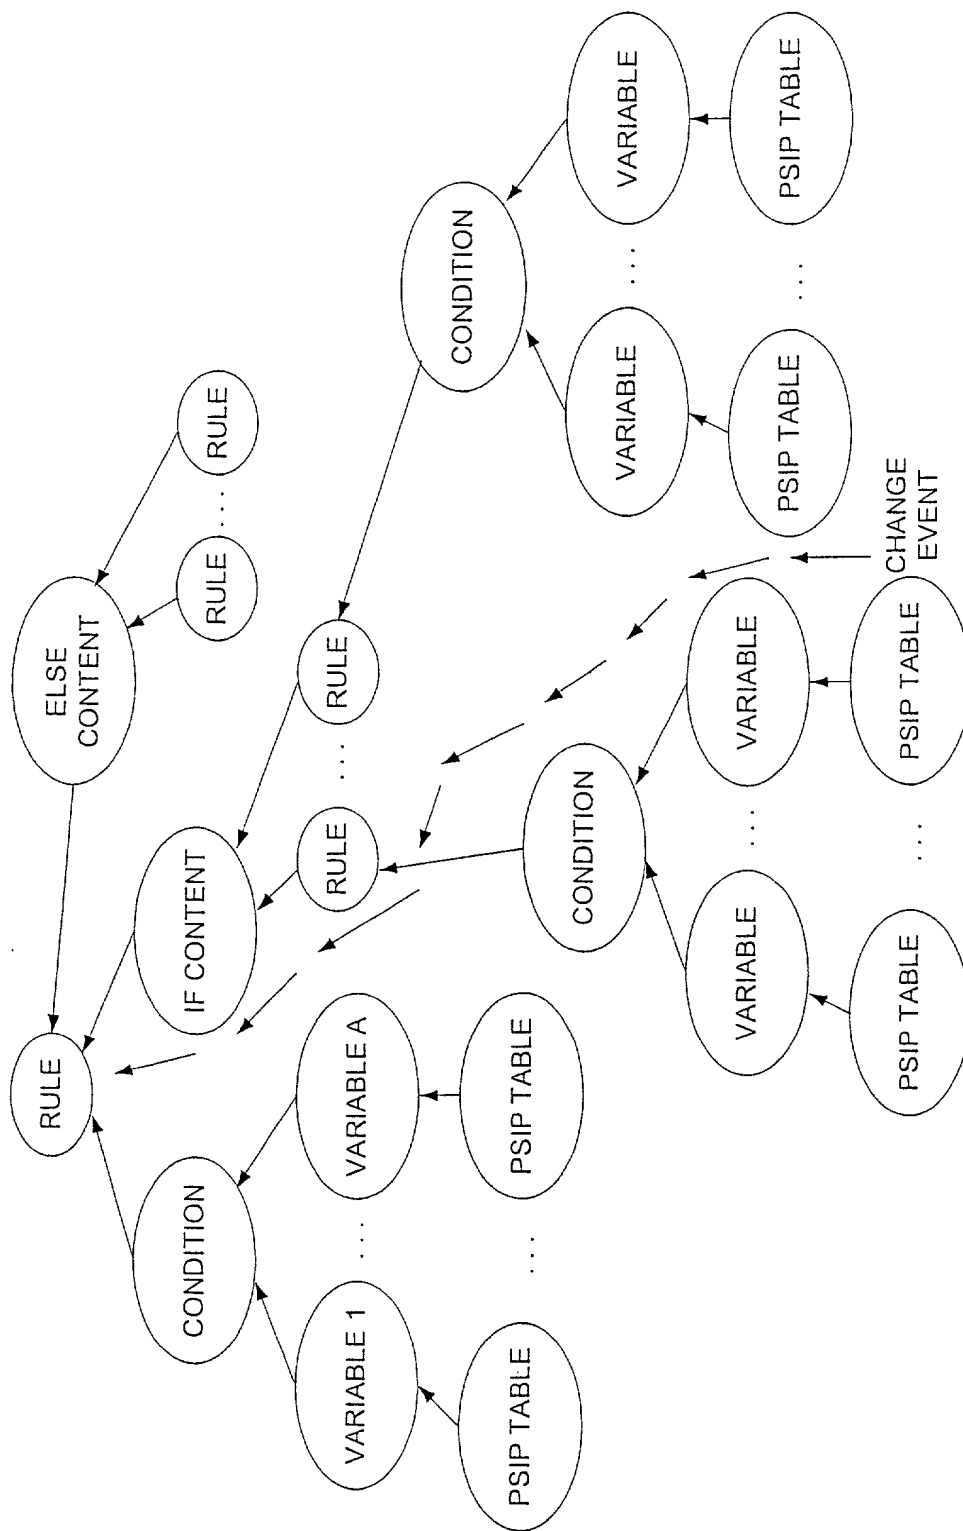 RULE
ELSE
CONTENT
CONDITION
IF CONTENT
RULE .... RULE
VARIABLE 1 .... VARIABLE A
RULE .... RULE
CONDITION
PSIP TABLE .... PSIP TABLE
CONDITION
VARIABLE .... VARIABLE
VARIABLE .... VARIABLE
PSIP TABLE .... PSIP TABLE
CHANGE
EVENT
PSIP TABLE .... PSIP TABLE